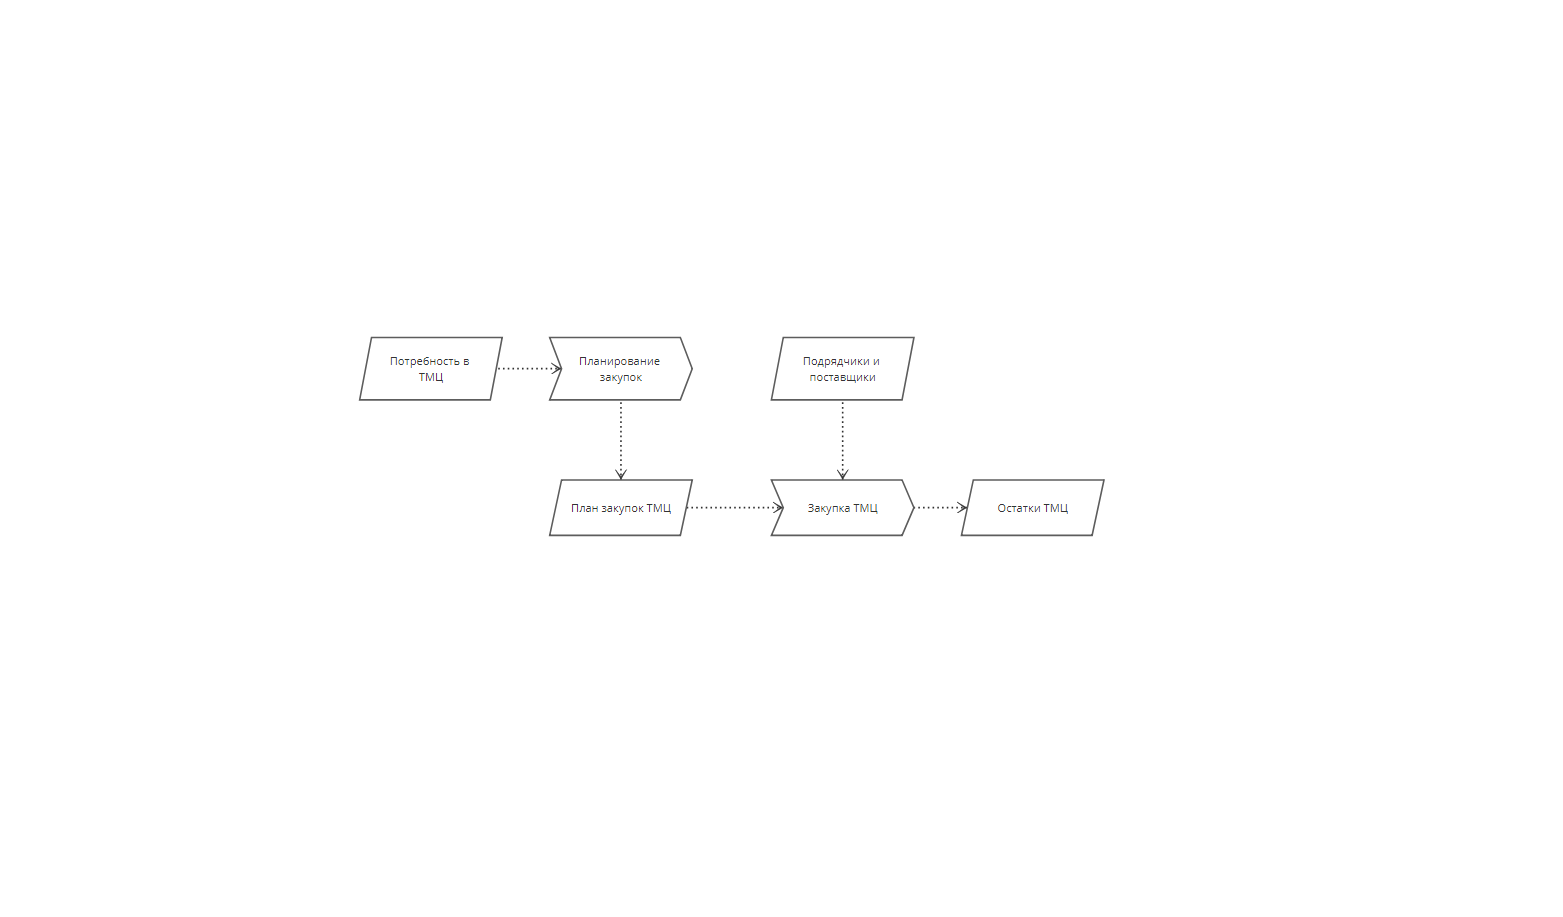 Потребность в
ТМЦ
Планирование
закупок
Подрядчики и
поставщики
План закупок ТМЦ
Закупка ТМЦ
Остатки ТМЦ